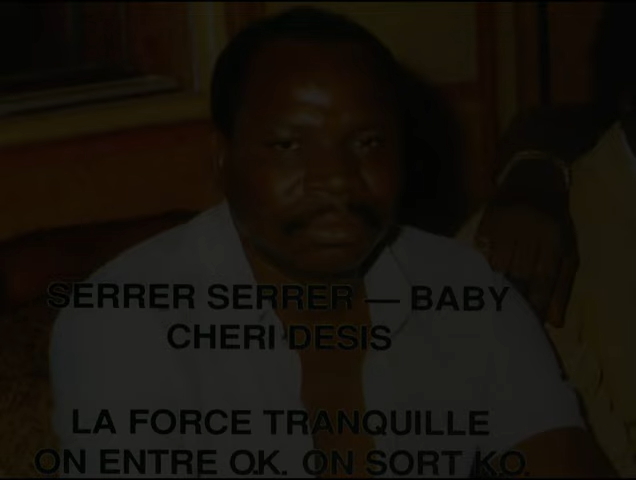 SERRER SERRER — BABY
CHERI DESIS
LA FORCE TRANQUILLE
ON ENTRE O.K. ON SORT K.O.